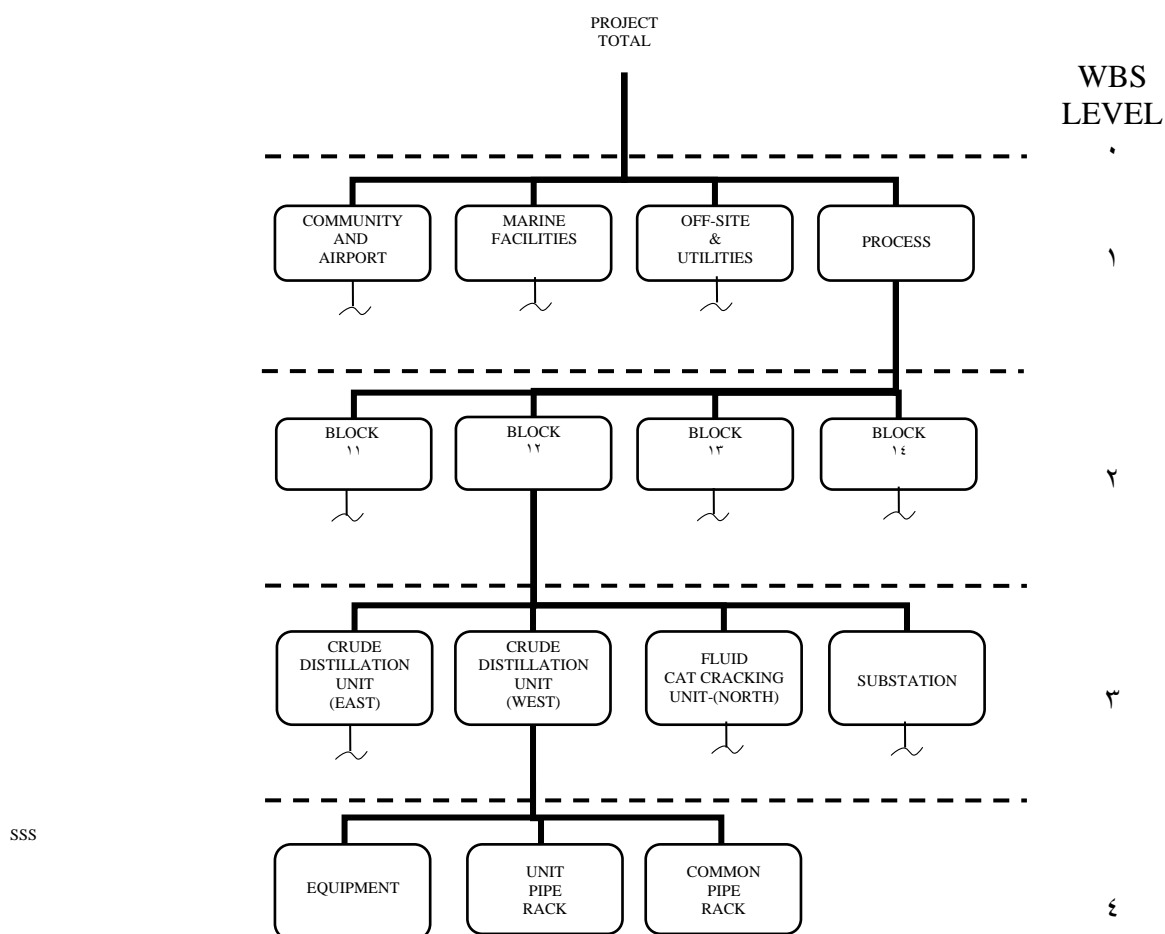 PROJECT
TOTAL
WBS
LEVEL
٠
COMMUNITY
AND
AIRPORT
MARINE
FACILITIES
OFF-SITE
&
UTILITIES
PROCESS
١
BLOCK
١١
BLOCK
١٢
BLOCK
١٣
BLOCK
١٤
٢
CRUDE
DISTILLATION
UNIT
(EAST)
CRUDE
DISTILLATION
UNIT
(WEST)
FLUID
CAT CRACKING
UNIT-(NORTH)
SUBSTATION
٣
SSS
EQUIPMENT
UNIT
PIPE
RACK
COMMON
PIPE
RACK
٤